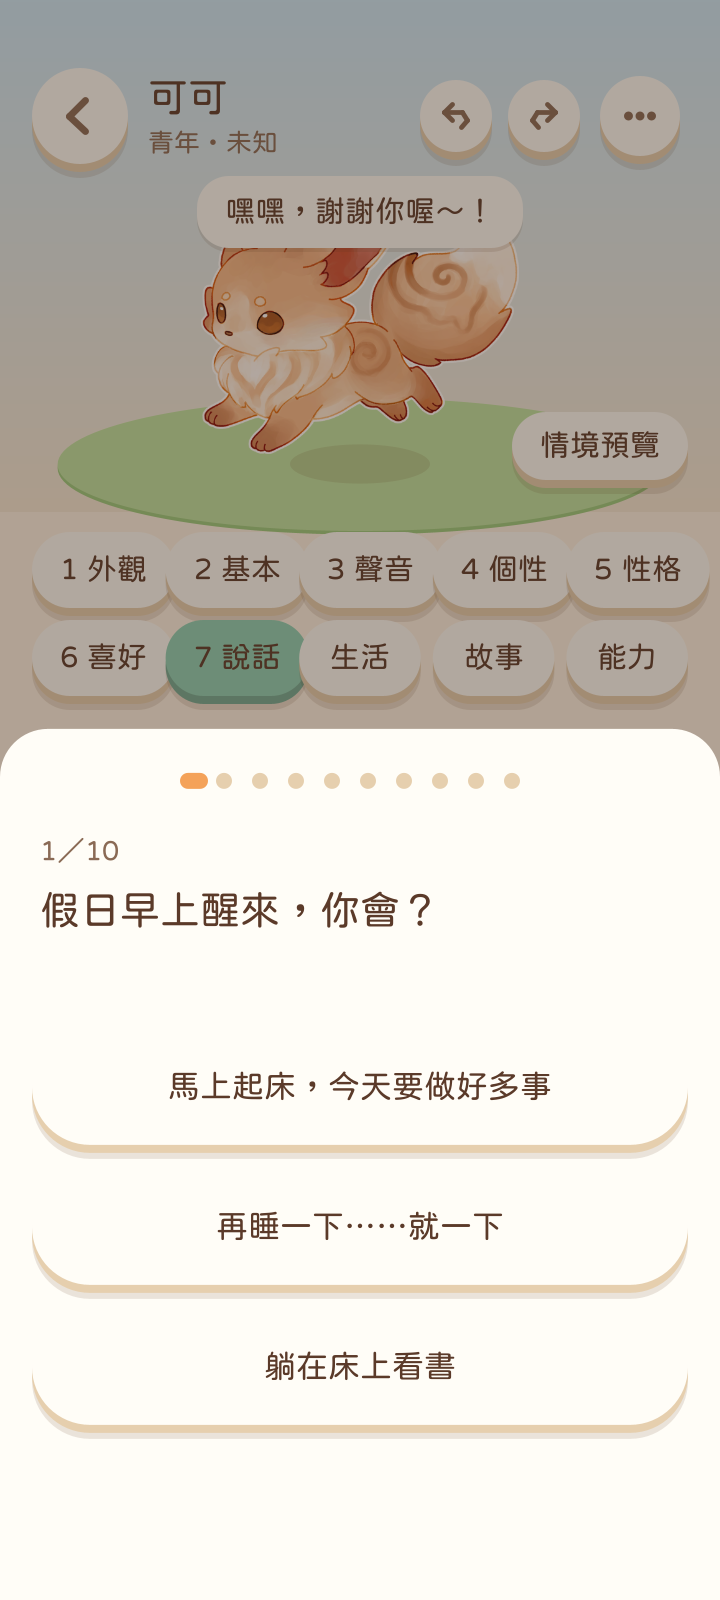 可可
青年・未知
嘿嘿，謝謝你喔～！
情境預覽
1 外觀
2 基本
3 聲音
4 個性
5 性格
6 喜好
7 說話
生活
故事
能力
1／10
假日早上醒來，你會？
馬上起床，今天要做好多事
再睡一下……就一下
躺在床上看書